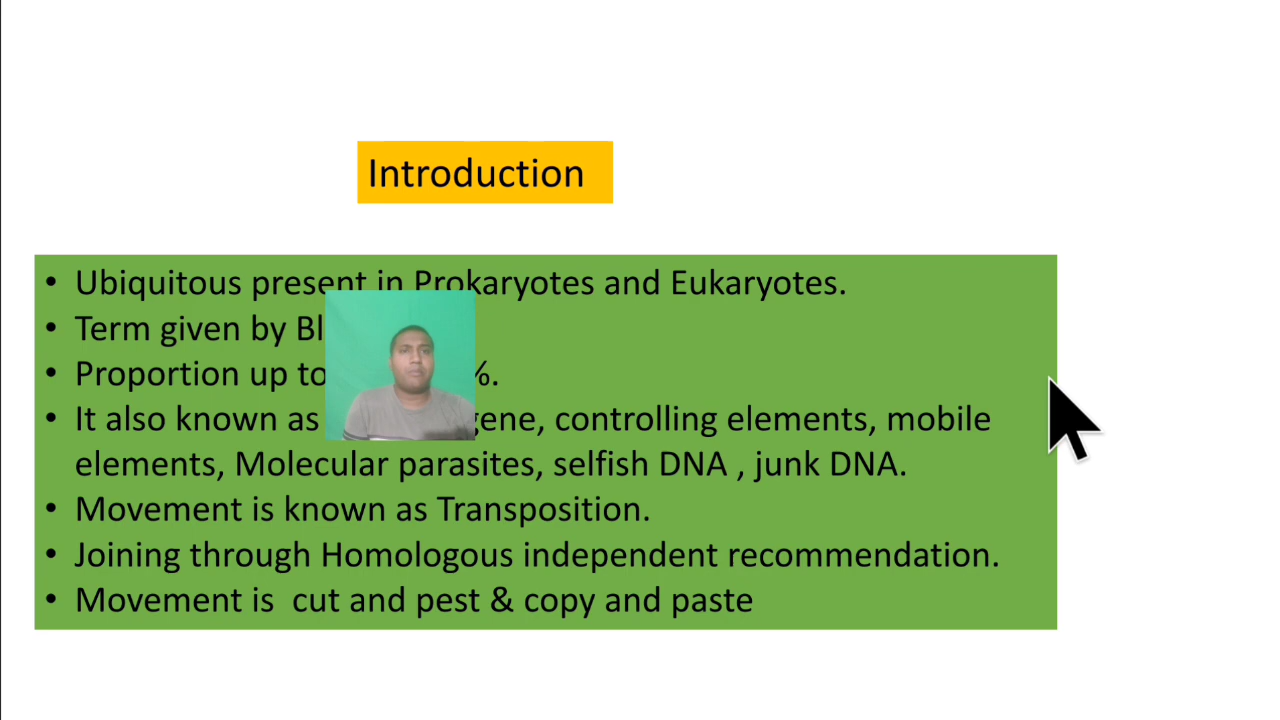 Introduction
• Ubiquitous present in Prokaryotes and Eukaryotes.
• Term given by
• Proportion up to %.
• It also known as gene, controlling elements, mobile
elements, Molecular parasites, selfish DNA , junk DNA.
• Movement is known as Transposition.
• Joining through Homologous independent recommendation.
• Movement is cut and pest & copy and paste